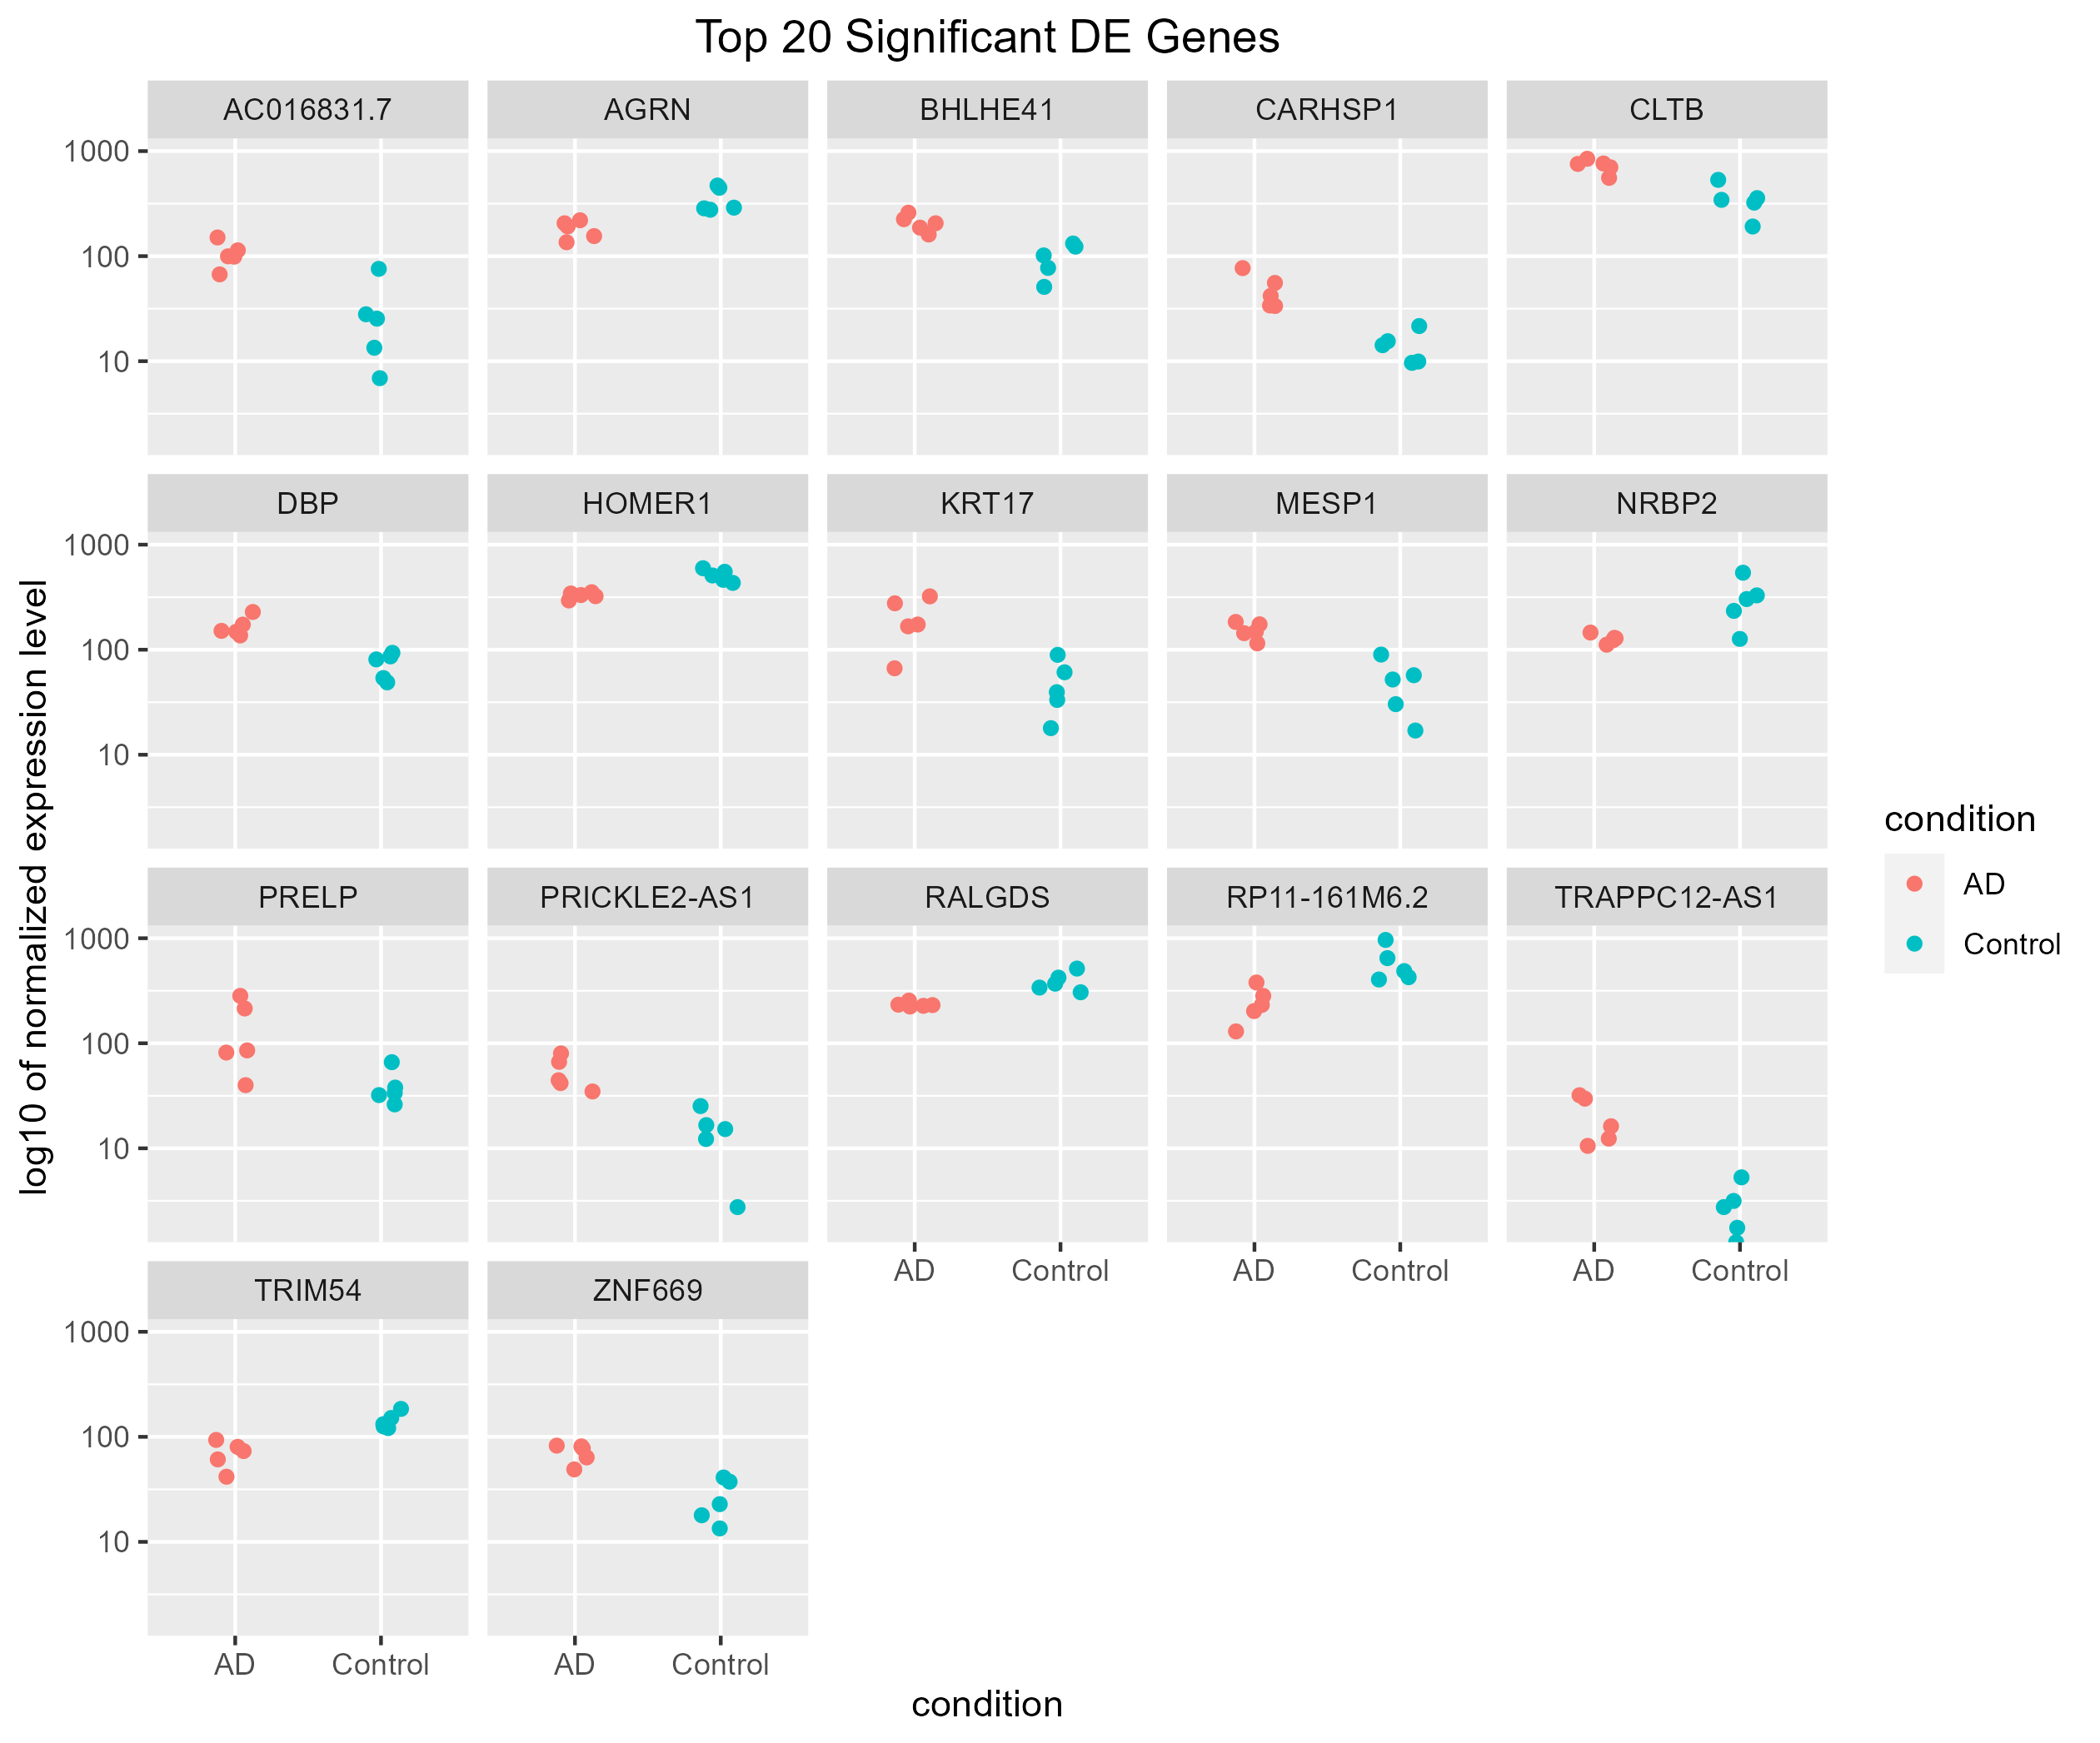 Top 20 Significant DE Genes
AC016831.7 AGRN BHLHE41 CARHSP1 CLTB
1000
100
10
DBP HOMER1 KRT17 MESP1 NRBP2
1000
100
10
PRELP PRICKLE2-AS1 RALGDS RP11-161M6.2 TRAPPC12-AS1
1000
100
10
AD Control AD Control AD Control
TRIM54 ZNF669
1000
100
10
AD Control AD Control
condition
log10 of normalized expression level
condition
AD
Control